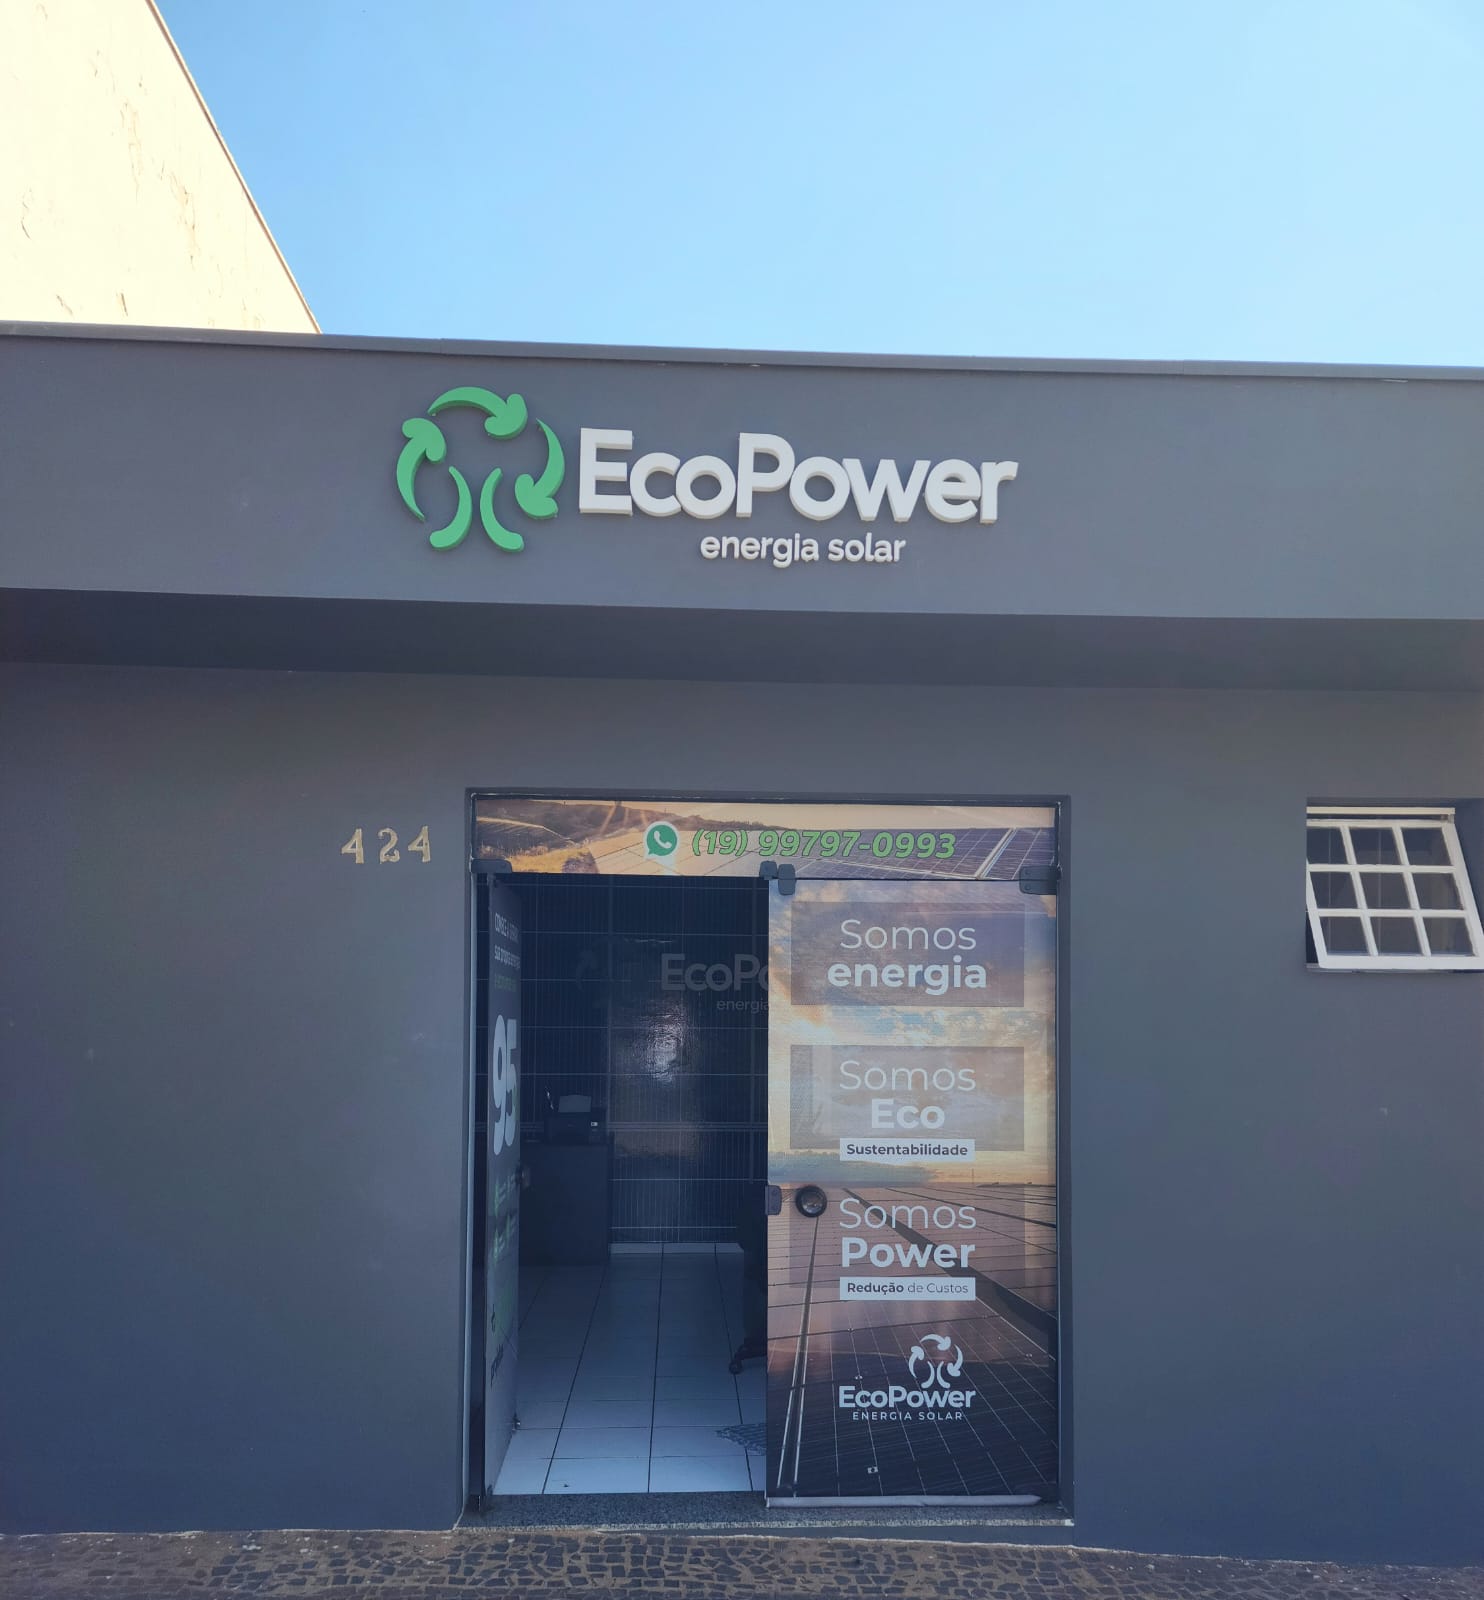 EcoPower
energia solar
424
(19) 99797-0993
EcoPo
energia
95
Somos
energia
Somos
Eco
Sustentabilidade
Somos
Power
Redução de Custos
EcoPower
ENERGIA SOLAR